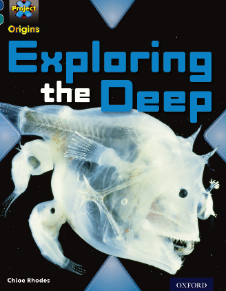 Project
X
Origins
Exploring
the Deep
Chloe Rhodes
OXFORD